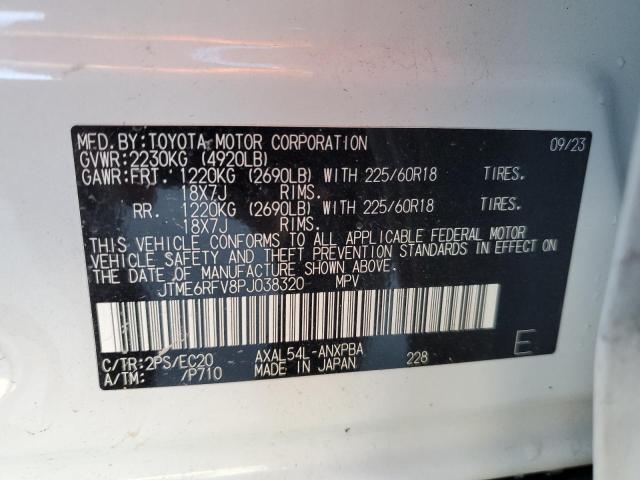 MFD.BY:TOYOTA MOTOR CORPORATION 09/23
GVWR:2230KG (4920LB)
GAWR:FRT. 1220KG (2690LB) WITH 225/60R18 TIRES.
18X7J RIMS.
RR. 1220KG (2690LB) WITH 225/60R18 TIRES.
18X7J RIMS.
THIS VEHICLE CONFORMS TO ALL APPLICABLE FEDERAL MOTOR
VEHICLE SAFETY AND THEFT PREVENTION STANDARDS IN EFFECT ON
THE DATE OF MANUFACTURE SHOWN ABOVE.
JTME6RFV8PJ038320 MPV
C/TR:2PS/EC20 AXAL54L-ANXPBA 228 E
A/TM: /P710 MADE IN JAPAN